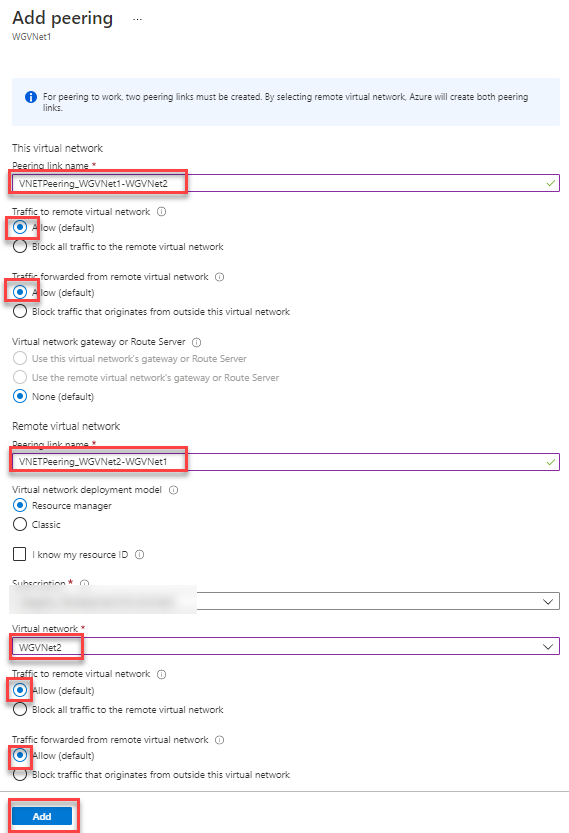 Add peering ...
WGVNet1
For peering to work, two peering links must be created. By selecting remote virtual network, Azure will create both peering
links.
This virtual network
Peering link name *
VNETPeering_WGVNet1-WGVNet2
Traffic to remote virtual network
Allow (default)
Block all traffic to the remote virtual network
Traffic forwarded from remote virtual network
Allow (default)
Block traffic that originates from outside this virtual network
Virtual network gateway or Route Server
Use this virtual network's gateway or Route Server
Use the remote virtual network's gateway or Route Server
None (default)
Remote virtual network
Peering link name *
VNETPeering_WGVNet2-WGVNet1
Virtual network deployment model
Resource manager
Classic
I know my resource ID
Subscription *
Virtual network *
WGVNet2
Traffic to remote virtual network
Allow (default)
Block all traffic to the remote virtual network
Traffic forwarded from remote virtual network
Allow (default)
Block traffic that originates from outside this virtual network
Add